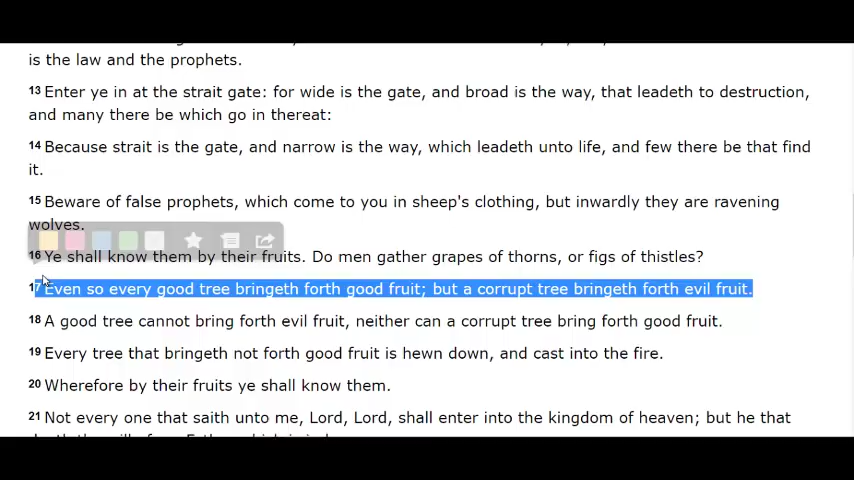 is the law and the prophets.
13 Enter ye in at the strait gate: for wide is the gate, and broad is the way, that leadeth to destruction,
and many there be which go in thereat:
14 Because strait is the gate, and narrow is the way, which leadeth unto life, and few there be that find
it.
15 Beware of false prophets, which come to you in sheep's clothing, but inwardly they are ravening
wolves.
16 Ye shall know them by their fruits. Do men gather grapes of thorns, or figs of thistles?
17 Even so every good tree bringeth forth good fruit; but a corrupt tree bringeth forth evil fruit.
18 A good tree cannot bring forth evil fruit, neither can a corrupt tree bring forth good fruit.
19 Every tree that bringeth not forth good fruit is hewn down, and cast into the fire.
20 Wherefore by their fruits ye shall know them.
21 Not every one that saith unto me, Lord, Lord, shall enter into the kingdom of heaven; but he that